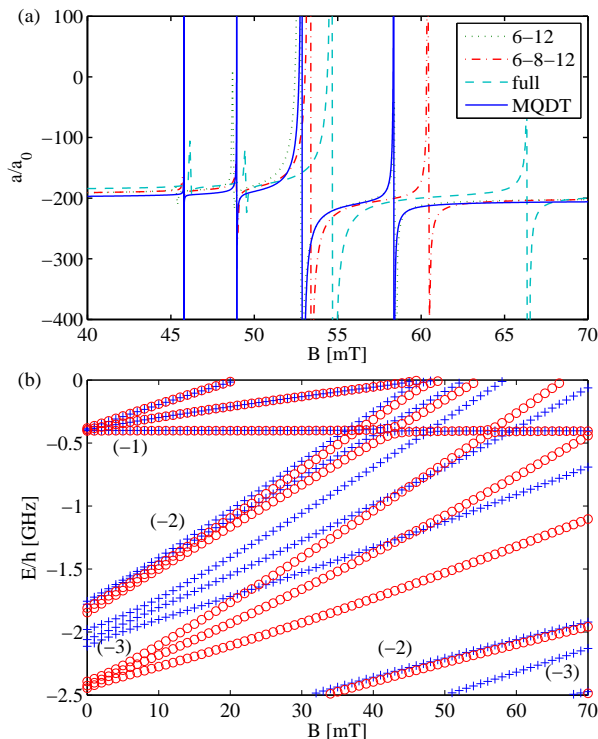 (a)
100
0
−100
−200
−300
−400
a/a0
6−12
6−8−12
full
MQDT
40 45 50 55 60 65 70
B [mT]
(b)
0
−0.5
−1
−1.5
−2
−2.5
E/h [GHz]
(−1)
(−2)
(−3)
(−2)
(−3)
0 10 20 30 40 50 60 70
B [mT]